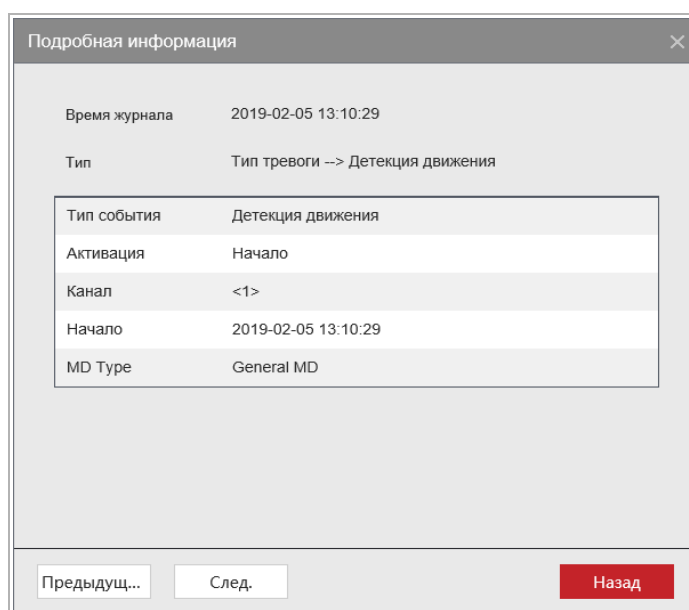 Подробная информация
Время журнала 2019-02-05 13:10:29
Тип Тип тревоги --> Детекция движения
Тип события Детекция движения
Активация Начало
Канал <1>
Начало 2019-02-05 13:10:29
MD Type General MD
Предыдущ... След. Назад